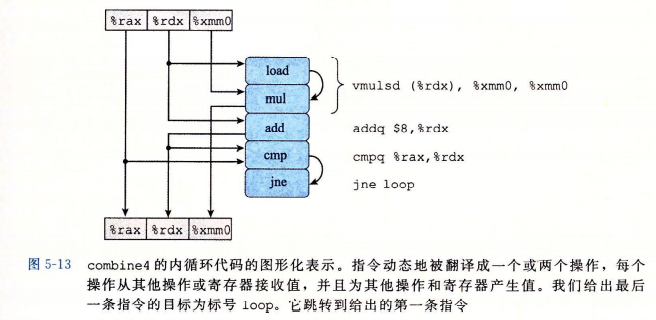 %rax %rdx %xmm0
load
mul
vmulsd (%rdx), %xmm0, %xmm0
add
addq $8,%rdx
cmp
cmpq %rax,%rdx
jne
jne loop
%rax %rdx %xmm0
图 5-13 combine4 的内循环代码的图形化表示。指令动态地被翻译成一个或两个操作，每个
操作从其他操作或寄存器接收值，并且为其他操作和寄存器产生值。我们给出最后
一条指令的目标为标号 loop。它跳转到给出的第一条指令